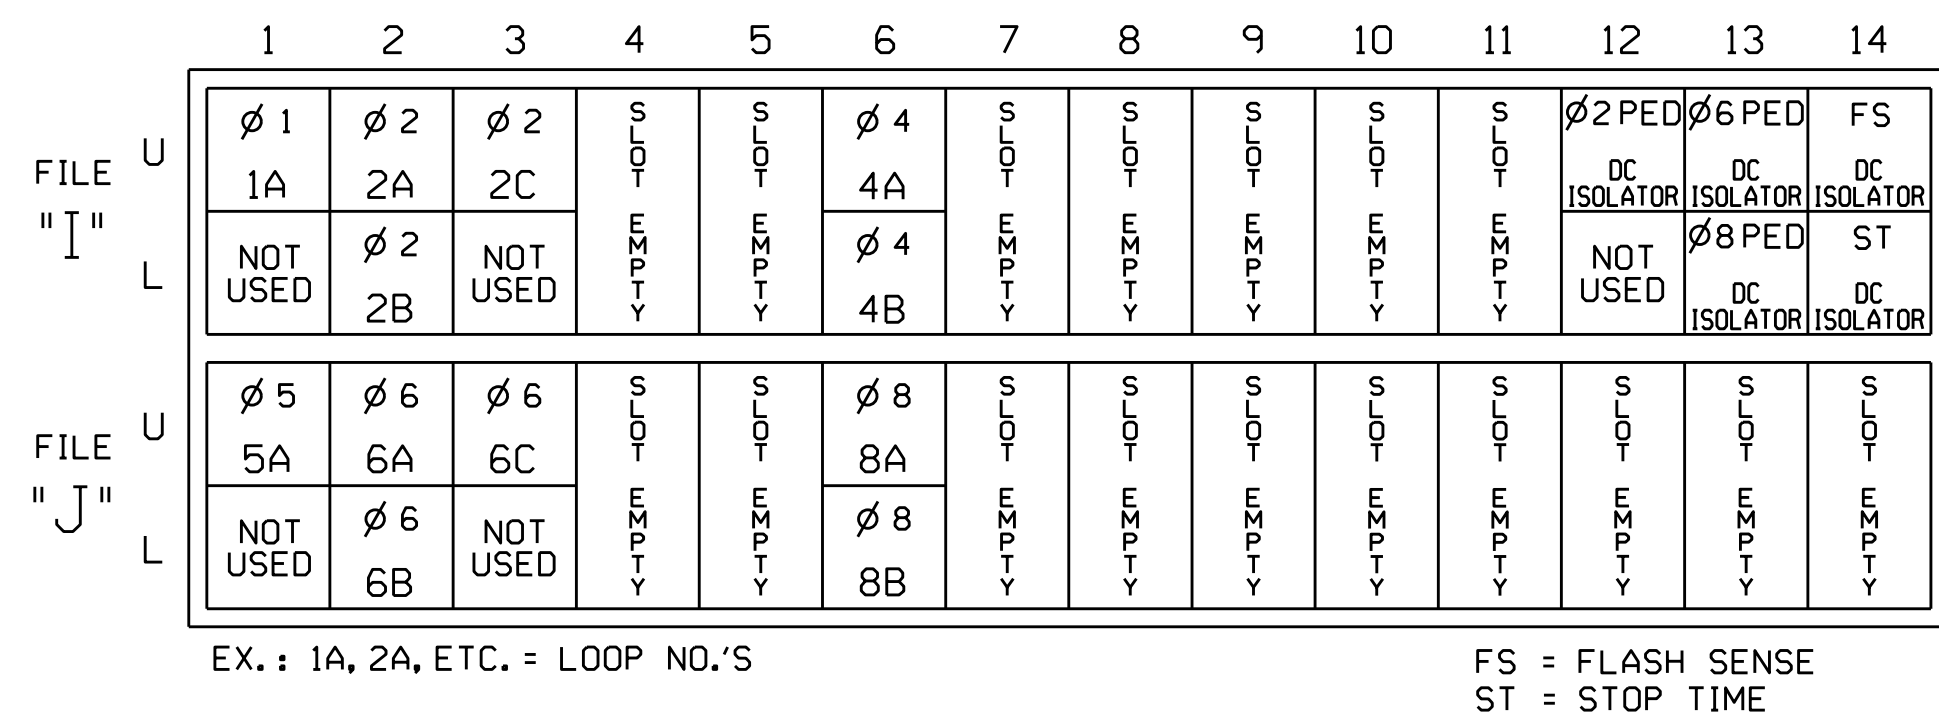 1 2 3 4 5 6 7 8 9 10 11 12 13 14
FILE "I"
U
Ø 1 Ø 2 Ø 2 SLOT EMPTY SLOT EMPTY Ø 4 SLOT EMPTY SLOT EMPTY SLOT EMPTY SLOT EMPTY SLOT EMPTY Ø2 PED Ø6 PED FS
1A 2A 2C 4A DC ISOLATOR DC ISOLATOR DC ISOLATOR
L
NOT USED Ø 2 NOT USED Ø 4 NOT USED Ø8 PED ST
2B 4B DC ISOLATOR DC ISOLATOR
FILE "J"
U
Ø 5 Ø 6 Ø 6 SLOT EMPTY SLOT EMPTY Ø 8 SLOT EMPTY SLOT EMPTY SLOT EMPTY SLOT EMPTY SLOT EMPTY SLOT EMPTY SLOT EMPTY SLOT EMPTY
5A 6A 6C 8A
L
NOT USED Ø 6 NOT USED Ø 8
6B 8B
EX.: 1A, 2A, ETC. = LOOP NO.'S
FS = FLASH SENSE
ST = STOP TIME